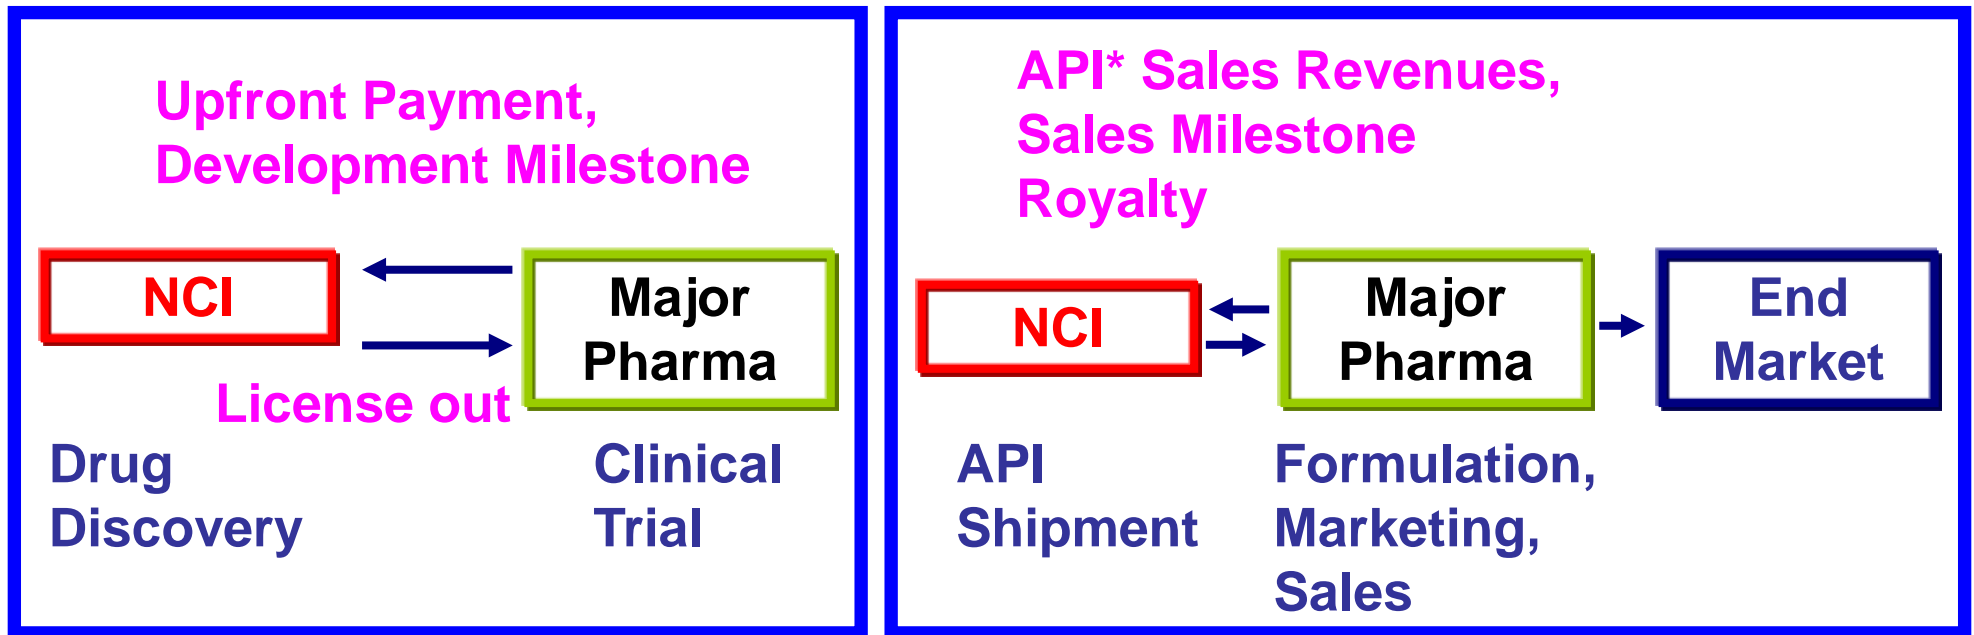 Upfront Payment,
Development Milestone
NCI
Major
Pharma
License out
Drug
Discovery
Clinical
Trial
API* Sales Revenues,
Sales Milestone
Royalty
NCI
Major
Pharma
End
Market
API
Shipment
Formulation,
Marketing,
Sales